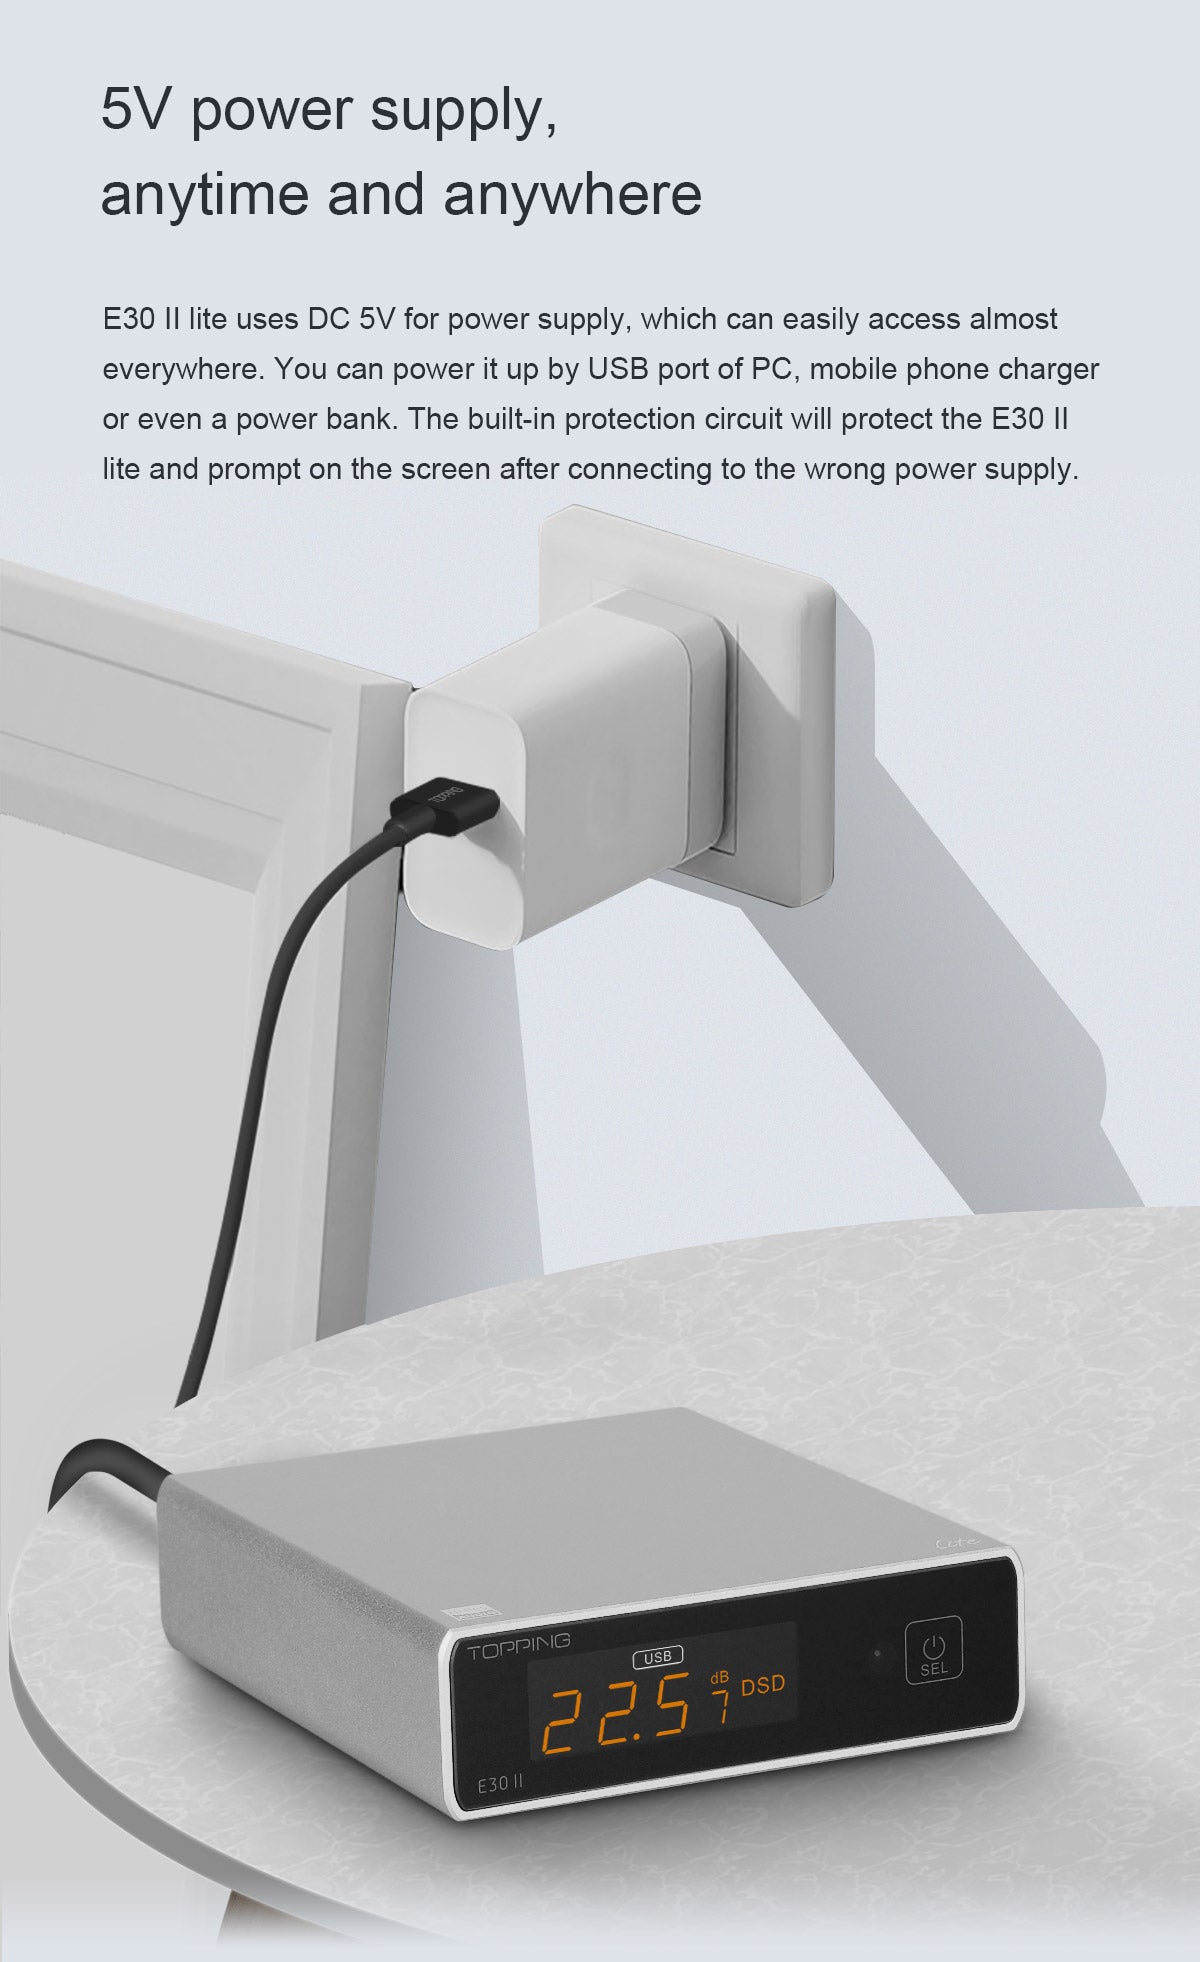 5V power supply,
anytime and anywhere
E30 II lite uses DC 5V for power supply, which can easily access almost
everywhere. You can power it up by USB port of PC, mobile phone charger
or even a power bank. The built-in protection circuit will protect the E30 II
lite and prompt on the screen after connecting to the wrong power supply.
TOPPING
Lite
TOPPING
USB
22.5 dB 7 DSD
SEL
E30 II